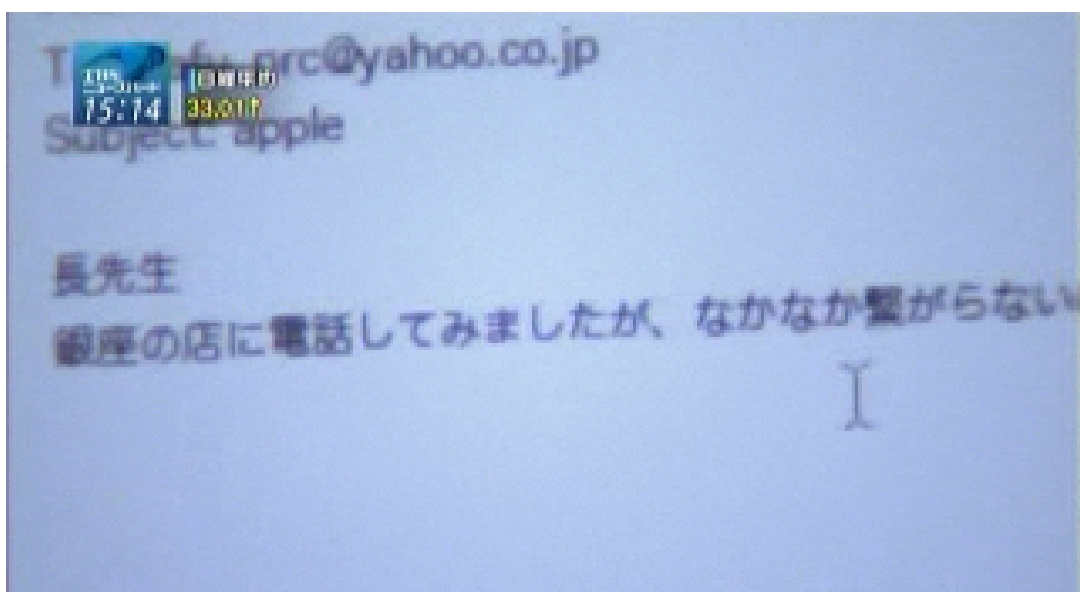 prc@yahoo.co.jp
15:14
Subject: apple
長先生
銀座の店に電話してみましたが、なかなか繋がらない